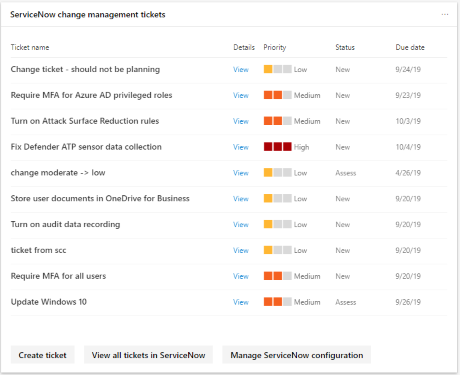 ServiceNow change management tickets ...
Ticket name Details Priority Status Due date
Change ticket - should not be planning View Low New 9/24/19
Require MFA for Azure AD privileged roles View Medium New 9/23/19
Turn on Attack Surface Reduction rules View Medium New 10/3/19
Fix Defender ATP sensor data collection View High New 10/4/19
change moderate -> low View Low Assess 4/26/19
Store user documents in OneDrive for Business View Low New 9/20/19
Turn on audit data recording View Low New 9/20/19
ticket from scc View Low New 9/20/19
Require MFA for all users View Medium New 9/20/19
Update Windows 10 View Medium Assess 9/26/19
Create ticket View all tickets in ServiceNow Manage ServiceNow configuration